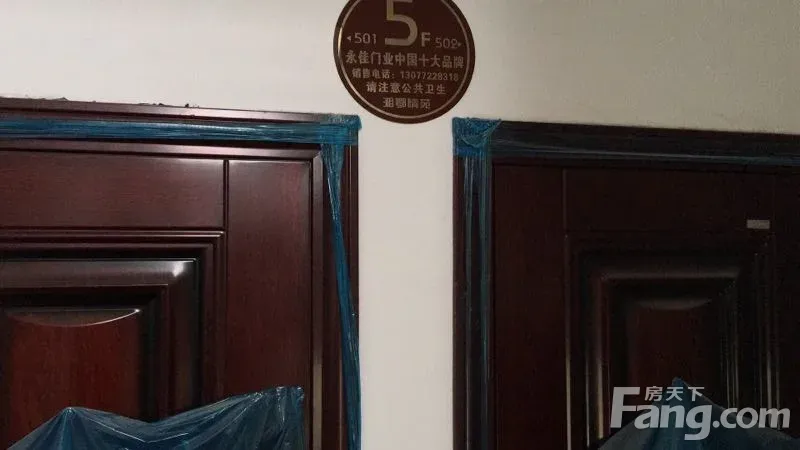 5F
◂501 502▸
永佳门业中国十大品牌
销售电话：13077228318
请注意公共卫生
房天下
Fang.com